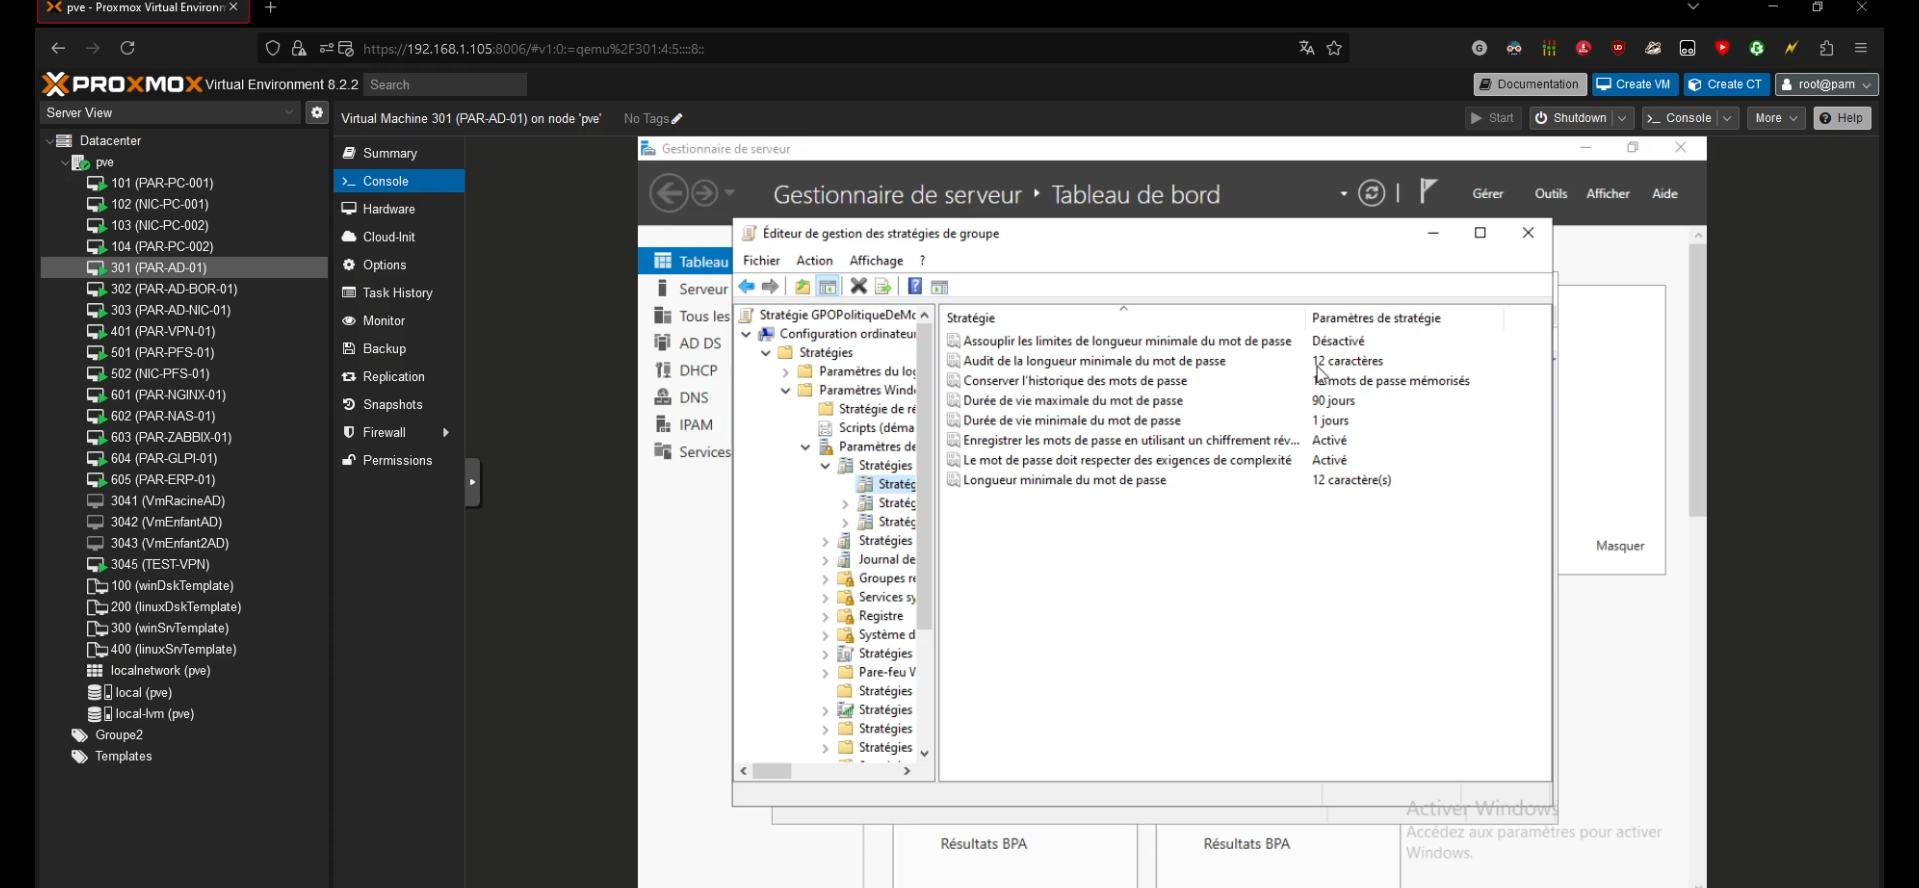 pve - Proxmox Virtual Environm
https://192.168.1.105:8006/#v1:0:=qemu%2F301:4:5::::8::
PROXMOX Virtual Environment 8.2.2 Search
Documentation Create VM Create CT root@pam
Server View
Virtual Machine 301 (PAR-AD-01) on node 'pve' No Tags
Start Shutdown Console More Help
Datacenter
pve
101 (PAR-PC-001)
102 (NIC-PC-001)
103 (NIC-PC-002)
104 (PAR-PC-002)
301 (PAR-AD-01)
302 (PAR-AD-BOR-01)
303 (PAR-AD-NIC-01)
401 (PAR-VPN-01)
501 (PAR-PFS-01)
502 (NIC-PFS-01)
601 (PAR-NGINX-01)
602 (PAR-NAS-01)
603 (PAR-ZABBIX-01)
604 (PAR-GLPI-01)
605 (PAR-ERP-01)
3041 (VmRacineAD)
3042 (VmEnfantAD)
3043 (VmEnfant2AD)
3045 (TEST-VPN)
100 (winDskTemplate)
200 (linuxDskTemplate)
300 (winSrvTemplate)
400 (linuxSrvTemplate)
localnetwork (pve)
local (pve)
local-lvm (pve)
Groupe2
Templates
Summary
Console
Hardware
Cloud-Init
Options
Task History
Monitor
Backup
Replication
Snapshots
Firewall
Permissions
Gestionnaire de serveur
Gestionnaire de serveur Tableau de bord
Gérer Outils Afficher Aide
Tableau
Serveur
Tous les
AD DS
DHCP
DNS
IPAM
Services
Éditeur de gestion des stratégies de groupe
Fichier Action Affichage ?
Stratégie GPOPolitiqueDeMo
Configuration ordinateur
Stratégies
Paramètres du log
Paramètres Wind
Stratégie de ré
Scripts (déma
Paramètres de
Stratégies
Stratég
Stratég
Stratég
Stratégies
Journal de
Groupes re
Services sy
Registre
Système d
Stratégies
Pare-feu W
Stratégies
Stratégies
Stratégies
Stratégies
Stratégie Paramètres de stratégie
Assouplir les limites de longueur minimale du mot de passe Désactivé
Audit de la longueur minimale du mot de passe 12 caractères
Conserver l'historique des mots de passe mots de passe mémorisés
Durée de vie maximale du mot de passe 90 jours
Durée de vie minimale du mot de passe 1 jours
Enregistrer les mots de passe en utilisant un chiffrement rév... Activé
Le mot de passe doit respecter des exigences de complexité Activé
Longueur minimale du mot de passe 12 caractère(s)
Masquer
Résultats BPA
Résultats BPA
Activer Windows
Accédez aux paramètres pour activer
Windows.